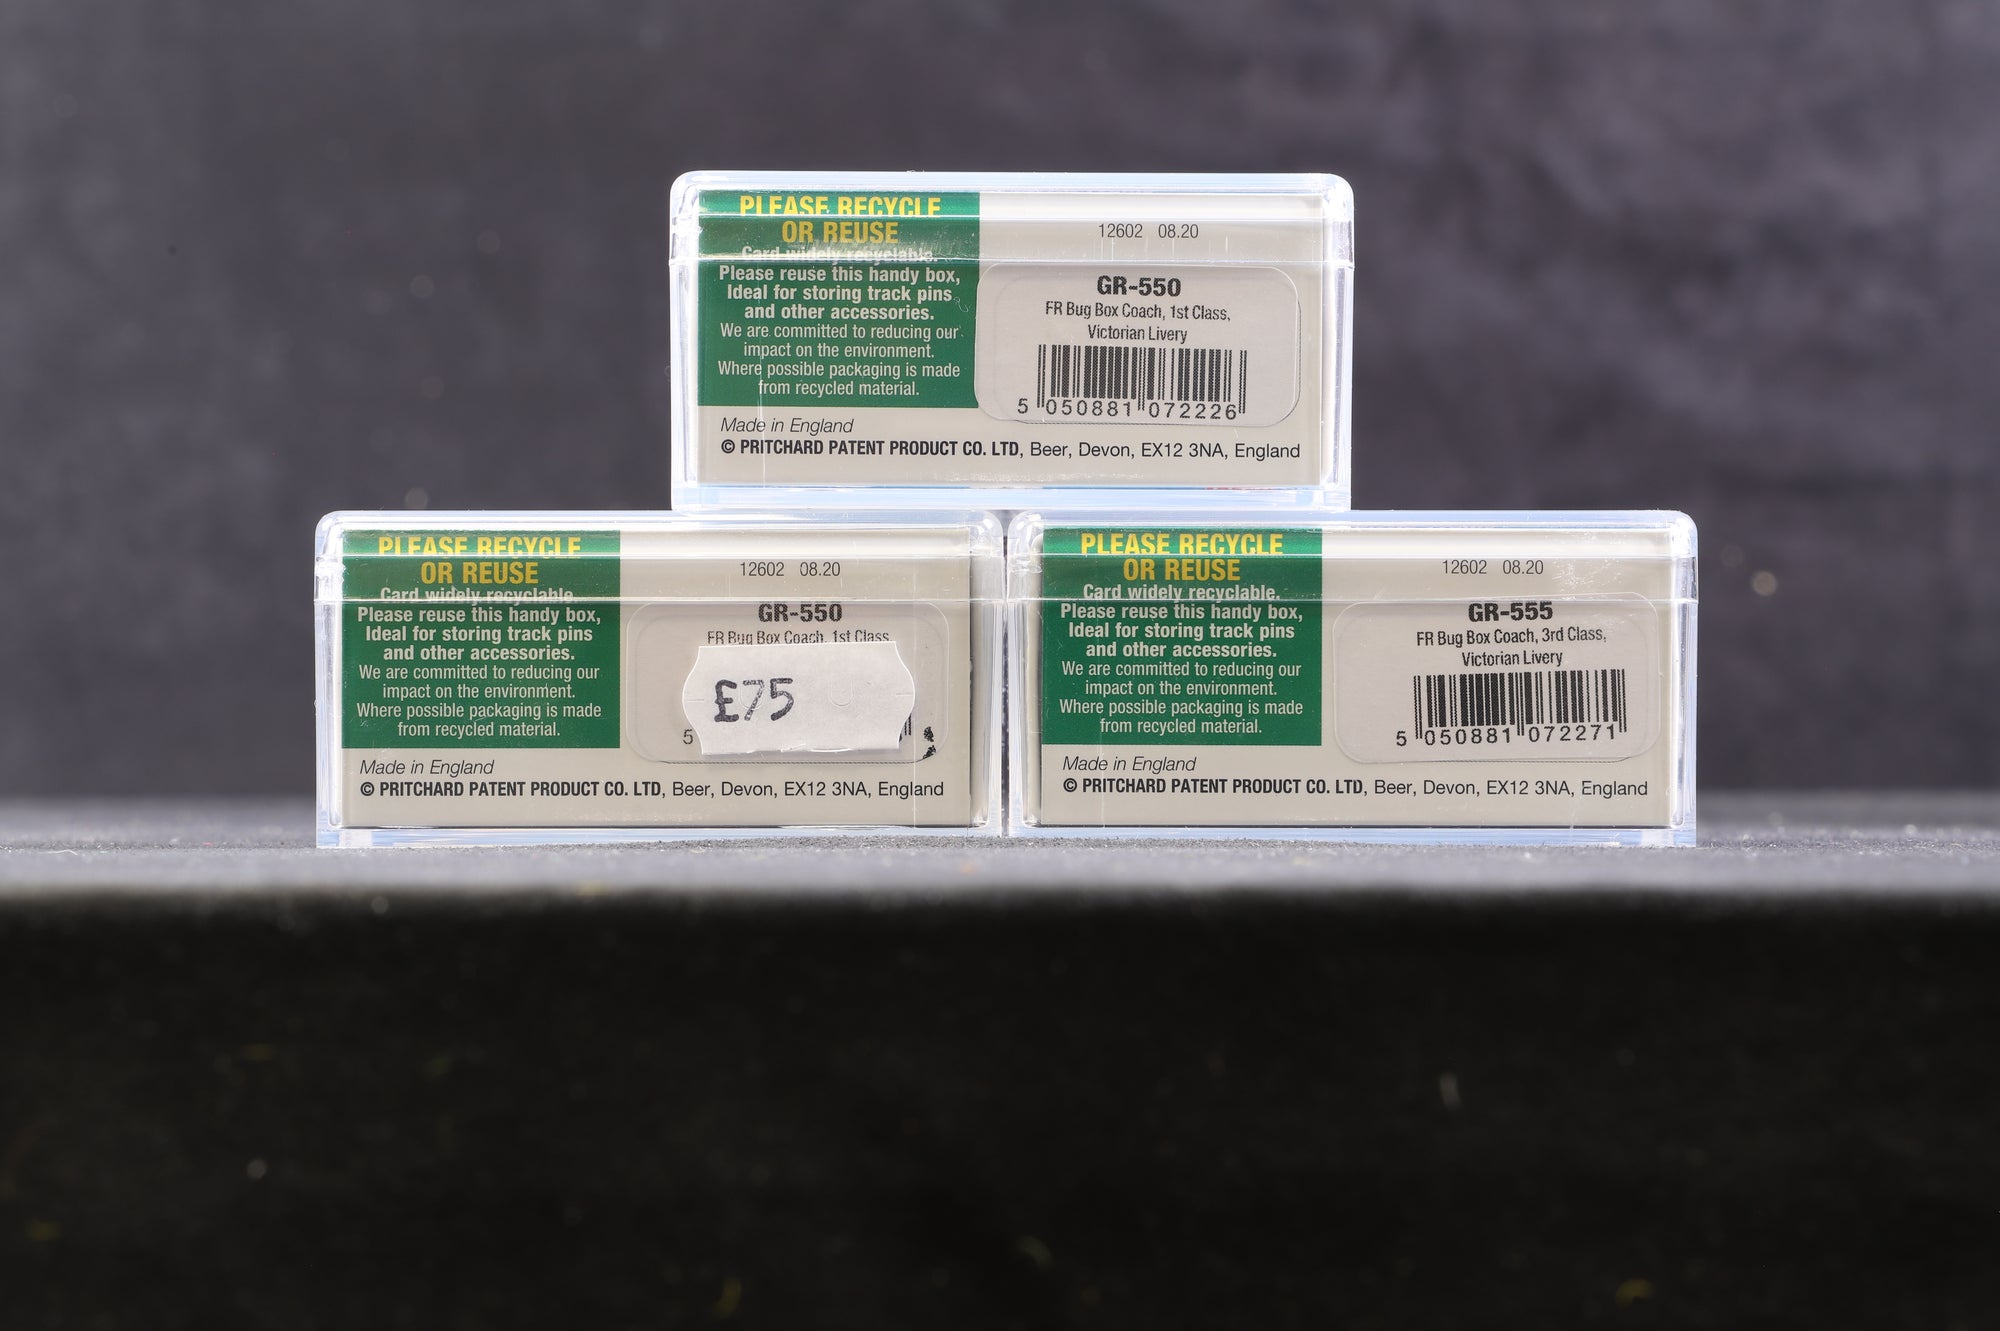 PLEASE RECYCLE
OR REUSE
Card widely recyclable.
Please reuse this handy box,
Ideal for storing track pins
and other accessories.
We are committed to reducing our
impact on the environment.
Where possible packaging is made
from recycled material.
12602 08.20
GR-550
FR Bug Box Coach, 1st Class,
Victorian Livery
5 050881 072226
Made in England
© PRITCHARD PATENT PRODUCT CO. LTD, Beer, Devon, EX12 3NA, England
PLEASE RECYCLE
OR REUSE
Card widely recyclable.
Please reuse this handy box,
Ideal for storing track pins
and other accessories.
We are committed to reducing our
impact on the environment.
Where possible packaging is made
from recycled material.
12602 08.20
GR-550
FR Bug Box Coach, 1st Class,
£75
5
Made in England
© PRITCHARD PATENT PRODUCT CO. LTD, Beer, Devon, EX12 3NA, England
PLEASE RECYCLE
OR REUSE
Card widely recyclable.
Please reuse this handy box,
Ideal for storing track pins
and other accessories.
We are committed to reducing our
impact on the environment.
Where possible packaging is made
from recycled material.
12602 08.20
GR-555
FR Bug Box Coach, 3rd Class,
Victorian Livery
5 050881 072271
Made in England
© PRITCHARD PATENT PRODUCT CO. LTD, Beer, Devon, EX12 3NA, England